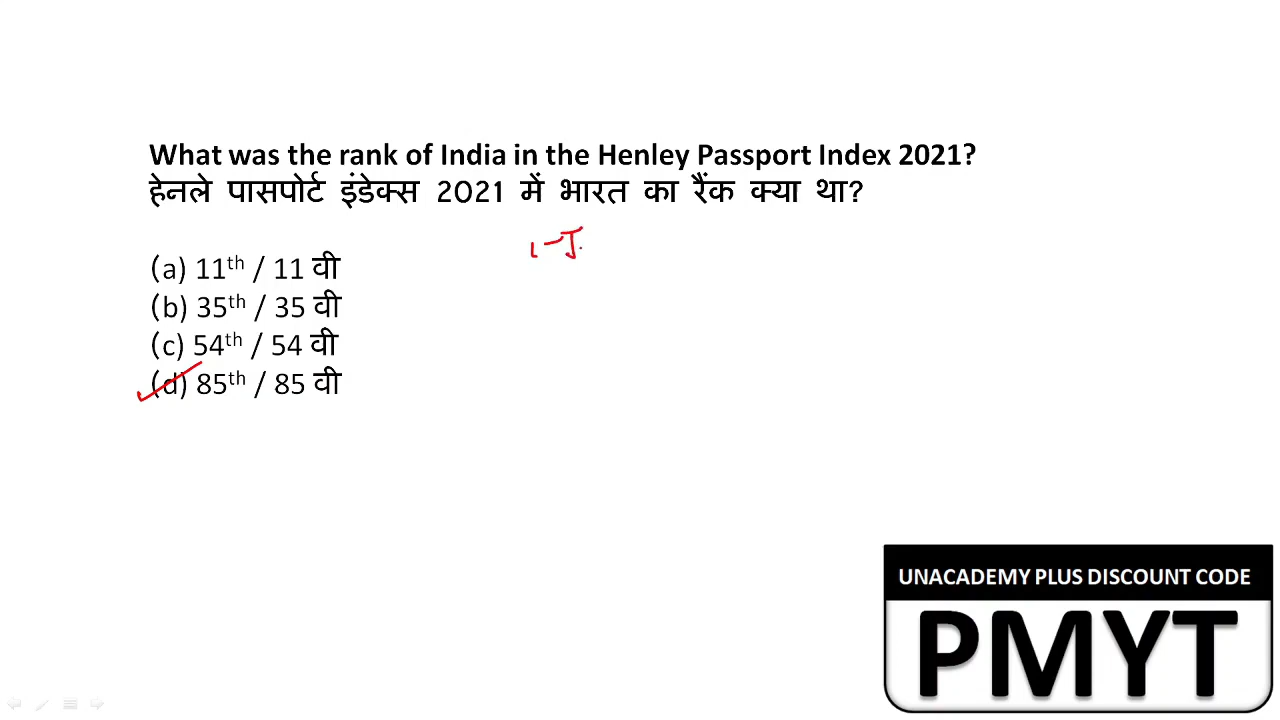 What was the rank of India in the Henley Passport Index 2021?
हेनले पासपोर्ट इंडेक्स 2021 में भारत का रैंक क्या था?
1-J.
(a) 11th / 11 वी
(b) 35th / 35 वी
(c) 54th / 54 वी
(d) 85th / 85 वी
UNACADEMY PLUS DISCOUNT CODE
PMYT